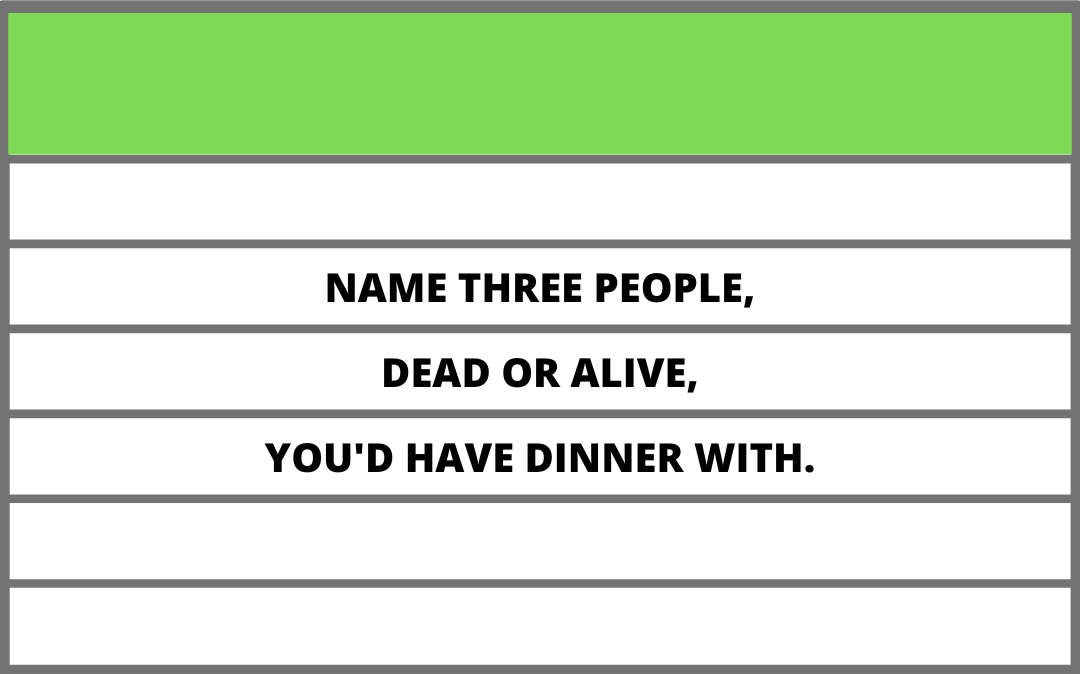 NAME THREE PEOPLE,
DEAD OR ALIVE,
YOU'D HAVE DINNER WITH.